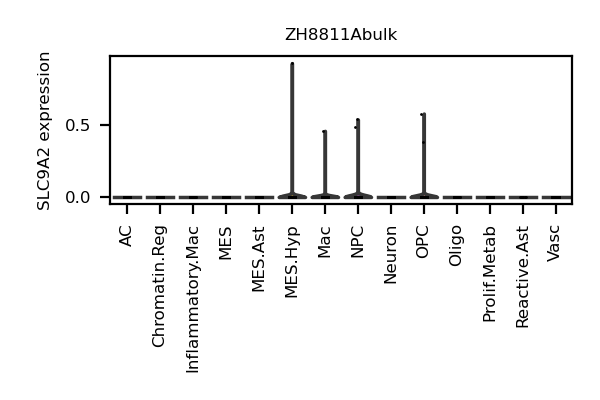 ZH8811Abulk
SLC9A2 expression
0.5
0.0
AC
Chromatin.Reg
Inflammatory.Mac
MES
MES.Ast
MES.Hyp
Mac
NPC
Neuron
OPC
Oligo
Prolif.Metab
Reactive.Ast
Vasc